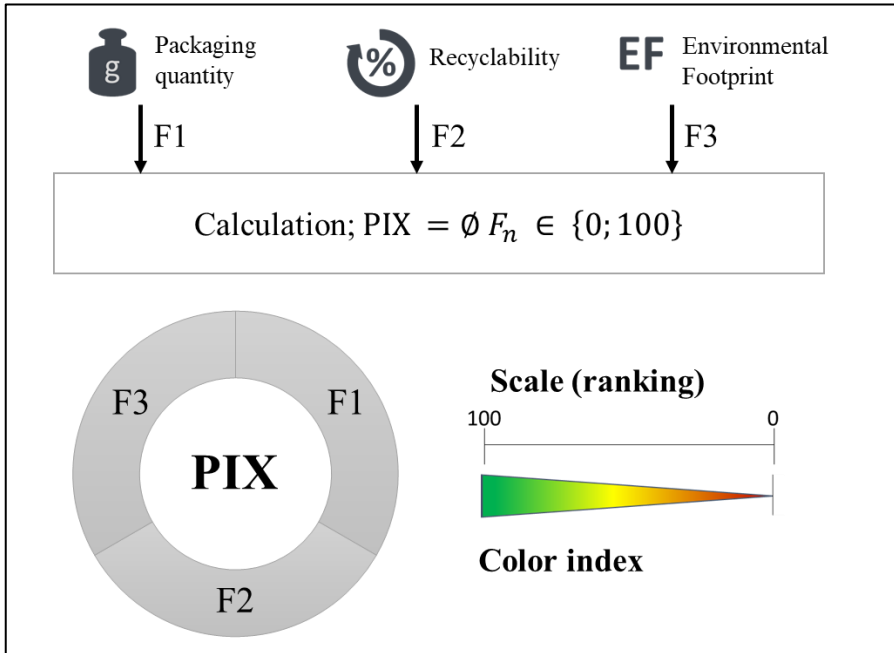 g
Packaging
quantity
%
Recyclability
EF
Environmental
Footprint
F1
F2
F3
Calculation; PIX = ∅ Fₙ ∈ {0; 100}
F3
F1
PIX
F2
Scale (ranking)
100
0
Color index